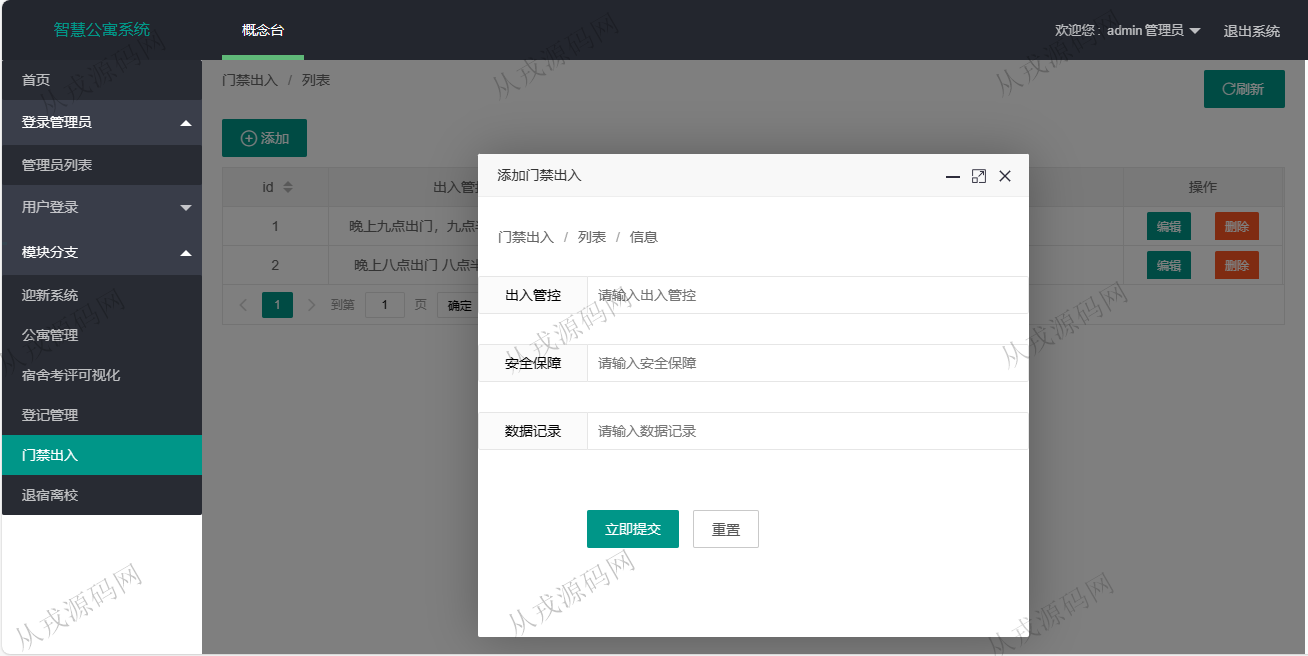 智慧公寓系统
概念台
欢迎您：admin 管理员
退出系统
首页
登录管理员
管理员列表
用户登录
模块分支
迎新系统
公寓管理
宿舍考评可视化
登记管理
门禁出入
退宿离校
门禁出入 / 列表
刷新
添加
id
出入管
操作
1
晚上九点出门，九点
编辑
删除
2
晚上八点出门 八点
编辑
删除
1
到第
1
页
确定
添加门禁出入
门禁出入 / 列表 / 信息
出入管控
请输入出入管控
安全保障
请输入安全保障
数据记录
请输入数据记录
立即提交
重置
从戎源码网
从戎源码网
从戎源码网
从戎源码网
从戎源码网
从戎源码网
从戎源码网
从戎源码网
从戎源码网